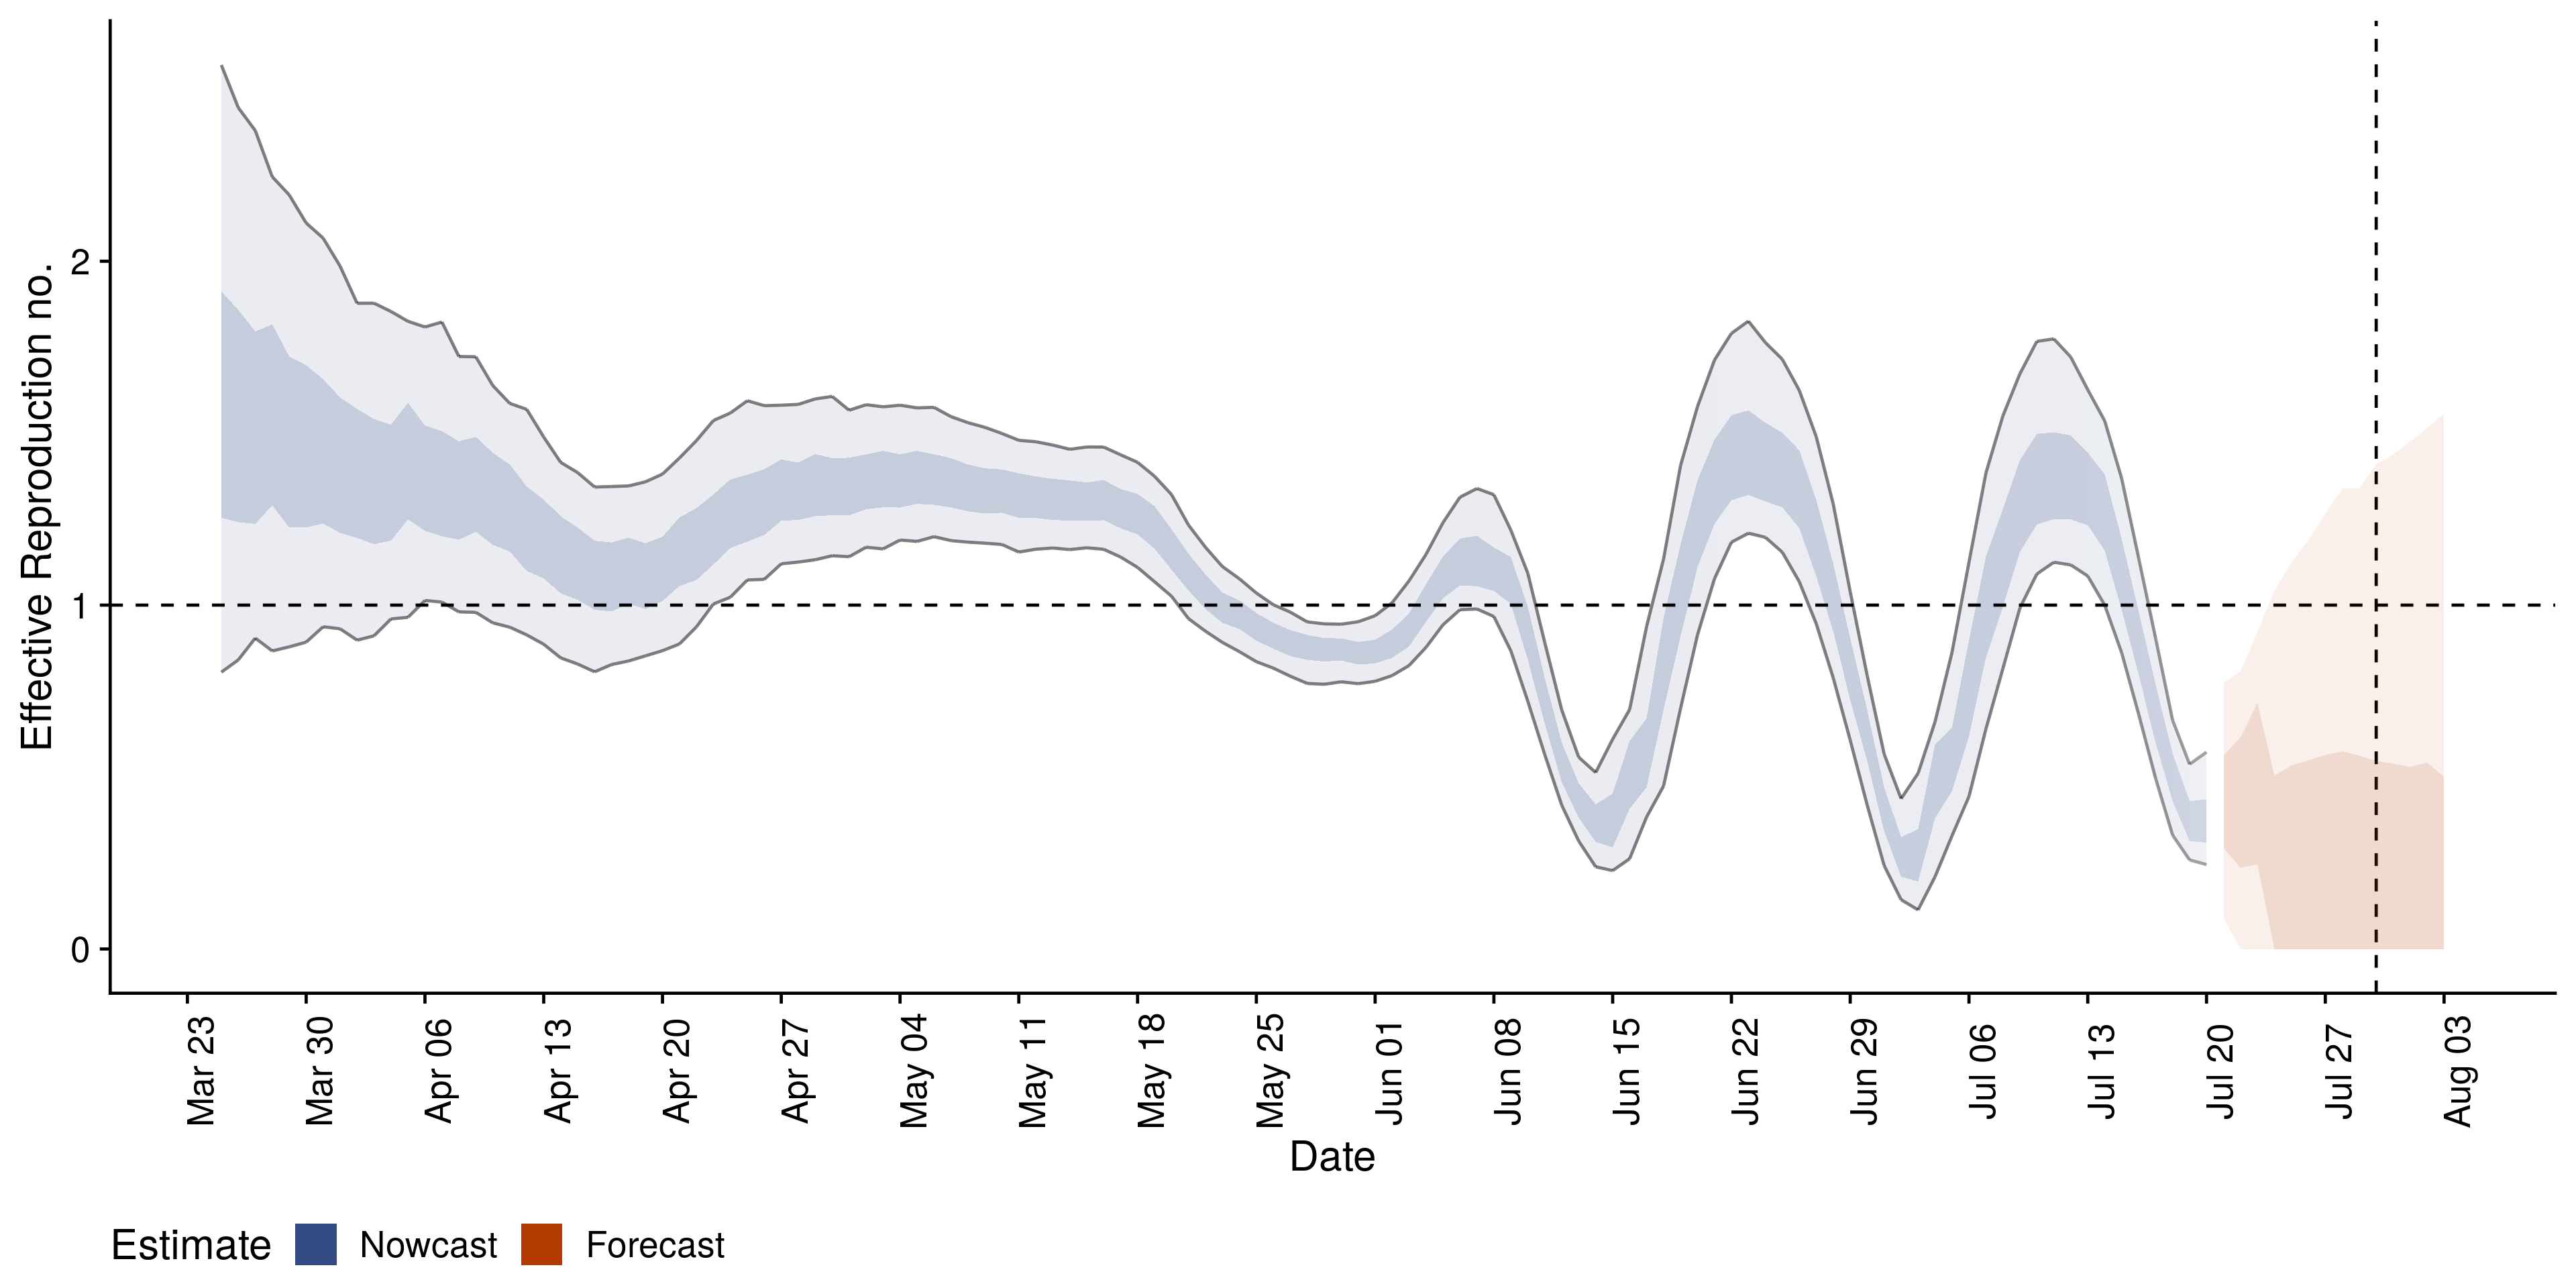 Effective Reproduction no.
2
1
0
Mar 23
Mar 30
Apr 06
Apr 13
Apr 20
Apr 27
May 04
May 11
May 18
May 25
Jun 01
Jun 08
Jun 15
Jun 22
Jun 29
Jul 06
Jul 13
Jul 20
Jul 27
Aug 03
Date
Estimate Nowcast Forecast